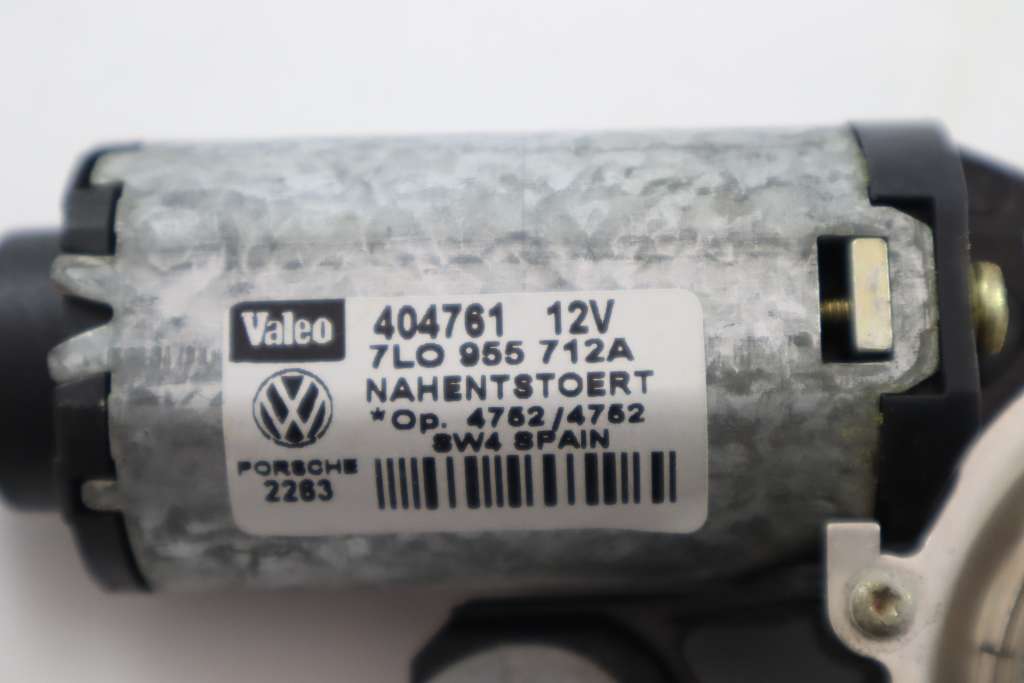 Valeo 404761 12V
7L0 955 712A
NAHENTSTOERT
*Op. 4752/4752
SW4 SPAIN
PORSCHE
2263